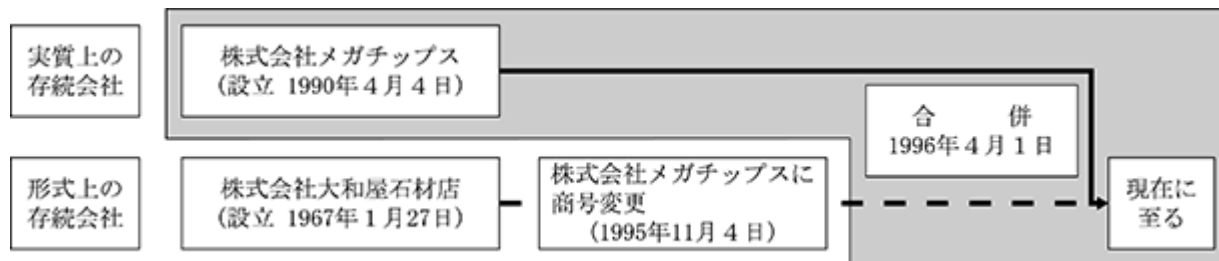 実質上の
存続会社
株式会社メガチップス
(設立 1990年4月4日)
合 併
1996年4月1日
形式上の
存続会社
株式会社大和屋石材店
(設立 1967年1月27日)
株式会社メガチップスに
商号変更
(1995年11月4日)
現在に
至る